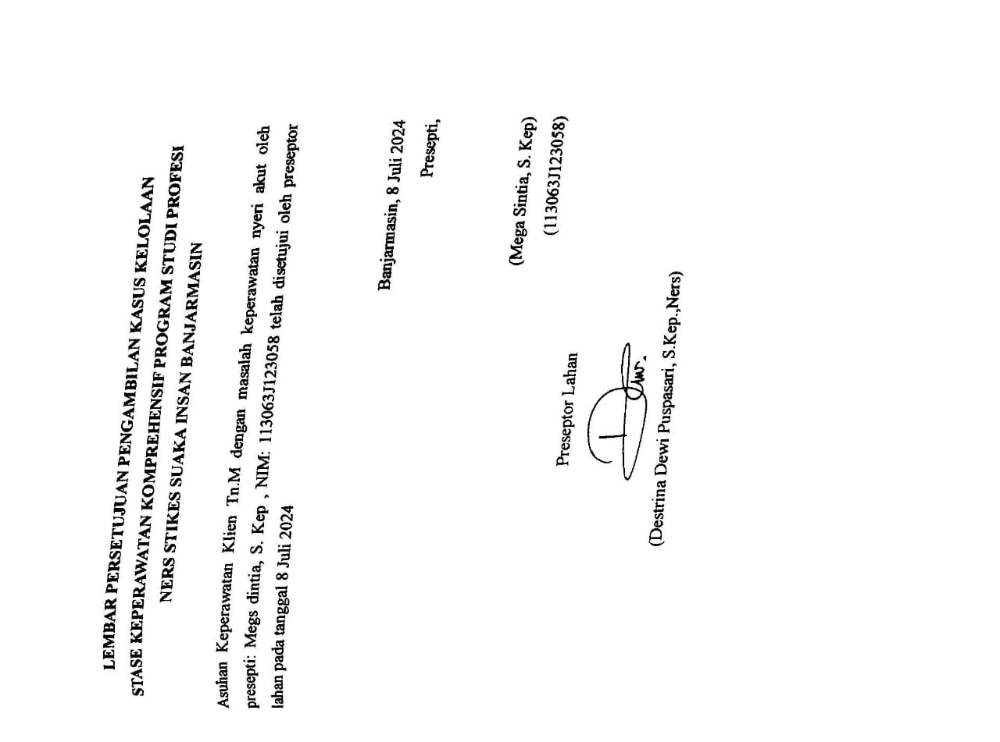 LEMBAR PERSETUJUAN PENGAMBILAN KASUS KELOLAAN
STASE KEPERAWATAN KOMPREHENSIF PROGRAM STUDI PROFESI
NERS STIKES SUAKA INSAN BANJARMASIN
Asuhan Keperawatan Klien Tn.M dengan masalah keperawatan nyeri akut oleh
presepti: Megs dintia, S. Kep , NIM: 113063J123058 telah disetujui oleh preseptor
lahan pada tanggal 8 Juli 2024
Banjarmasin, 8 Juli 2024
Presepti,
(Mega Sintia, S. Kep)
(113063J123058)
Preseptor Lahan
(Destrina Dewi Puspasari, S.Kep.,Ners)